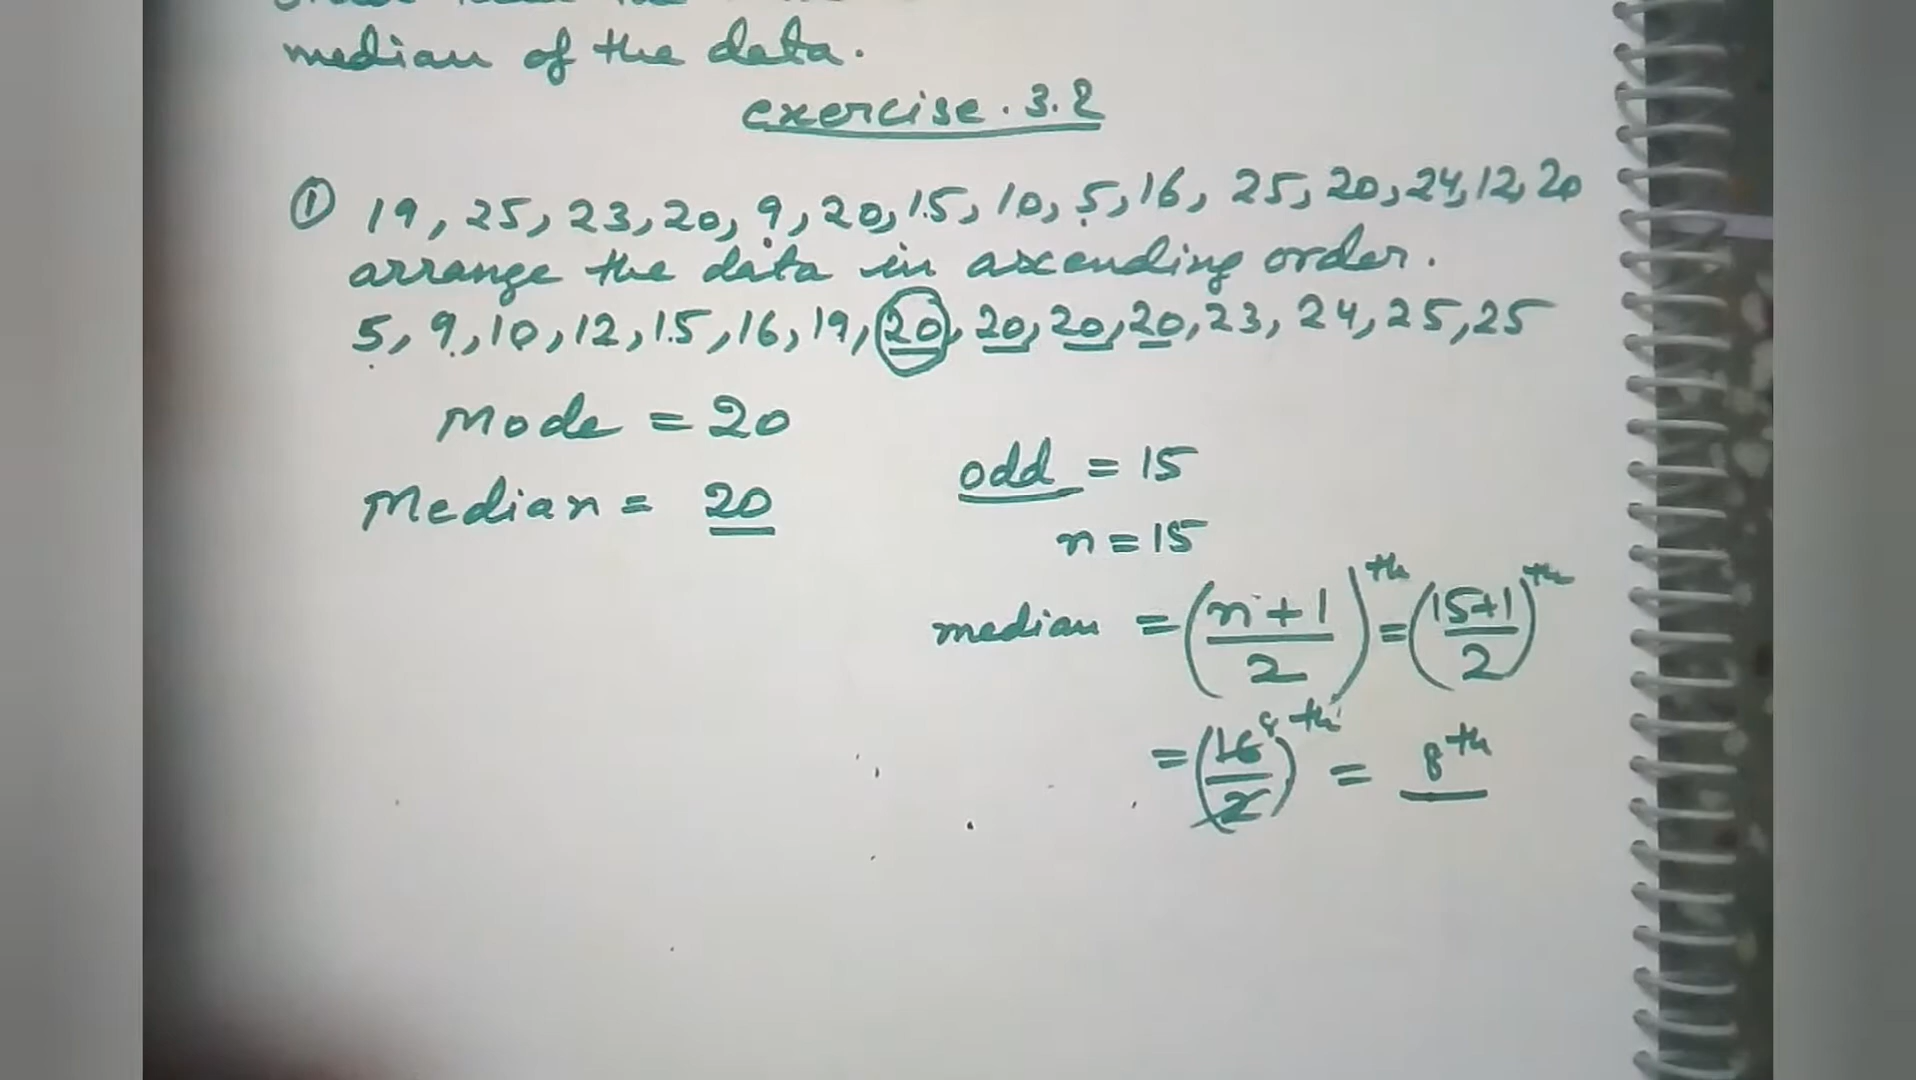 median of the data.
exercise. 3.2
① 19, 25, 23, 20, 9, 20, 15, 10, 5, 16, 25, 20, 24, 12, 20
arrange the data in ascending order.
5, 9, 10, 12, 15, 16, 19, 20, 20, 20, 20, 23, 24, 25, 25
Mode = 20
odd = 15
Median = 20
n = 15
median = (n+1/2)th = (15+1/2)th
= (16/2)8 th = 8th